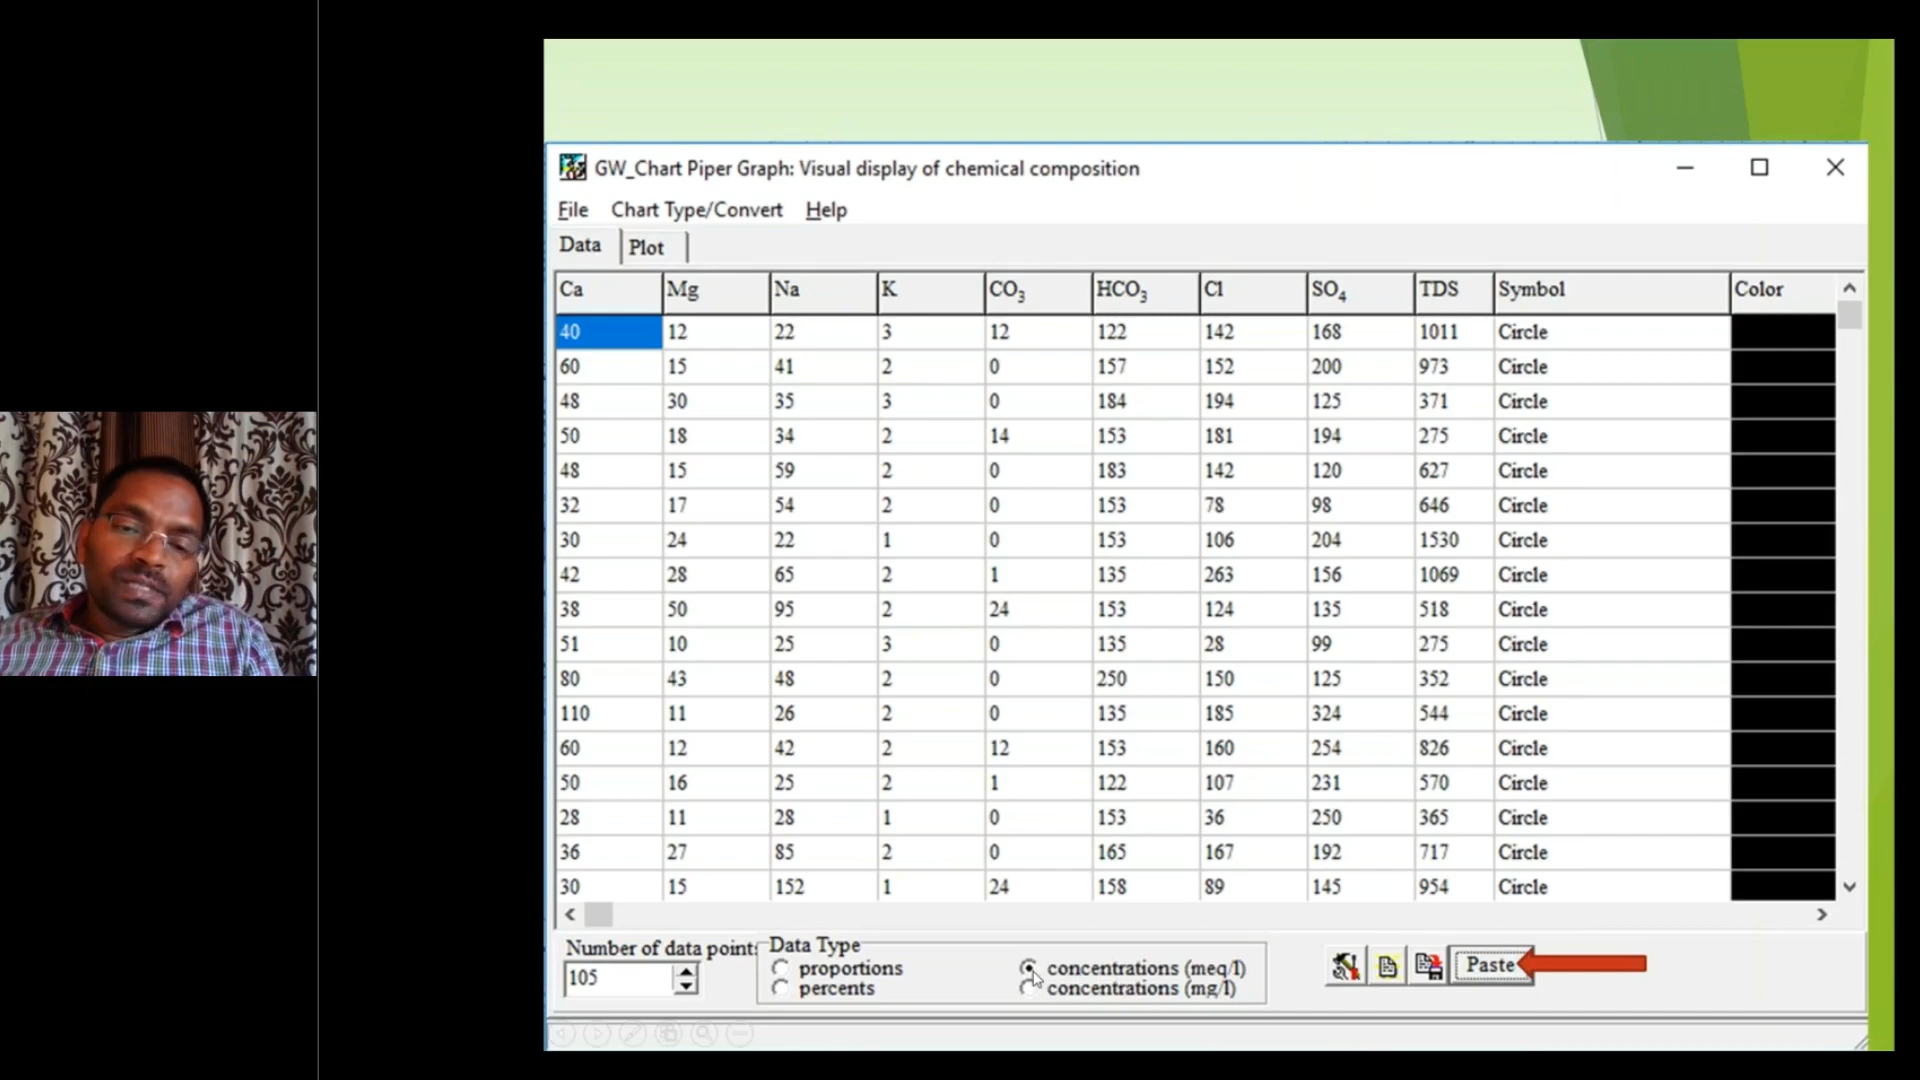 GW_Chart Piper Graph: Visual display of chemical composition
File Chart Type/Convert Help
Data Plot
Ca Mg Na K CO3 HCO3 Cl SO4 TDS Symbol Color
40 12 22 3 12 122 142 168 1011 Circle
60 15 41 2 0 157 152 200 973 Circle
48 30 35 3 0 184 194 125 371 Circle
50 18 34 2 14 153 181 194 275 Circle
48 15 59 2 0 183 142 120 627 Circle
32 17 54 2 0 153 78 98 646 Circle
30 24 22 1 0 153 106 204 1530 Circle
42 28 65 2 1 135 263 156 1069 Circle
38 50 95 2 24 153 124 135 518 Circle
51 10 25 3 0 135 28 99 275 Circle
80 43 48 2 0 250 150 125 352 Circle
110 11 26 2 0 135 185 324 544 Circle
60 12 42 2 12 153 160 254 826 Circle
50 16 25 2 1 122 107 231 570 Circle
28 11 28 1 0 153 36 250 365 Circle
36 27 85 2 0 165 167 192 717 Circle
30 15 152 1 24 158 89 145 954 Circle
Number of data point: Data Type
105 proportions concentrations (meq/l) Paste
percents concentrations (mg/l)